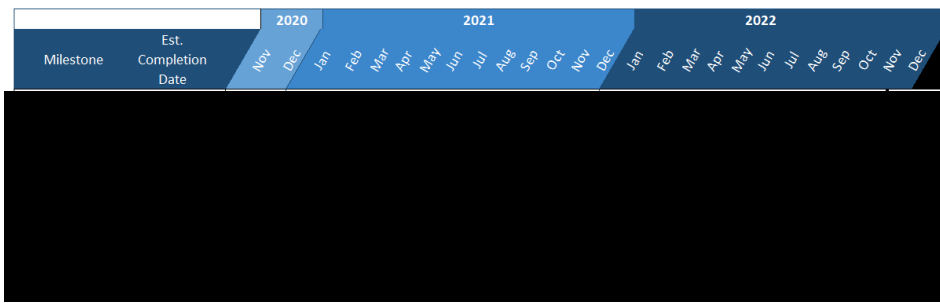 2020 2021 2022
Milestone Est. Completion Date Nov Dec Jan Feb Mar Apr May Jun Jul Aug Sep Oct Nov Dec Jan Feb Mar Apr May Jun Jul Aug Sep Oct Nov Dec